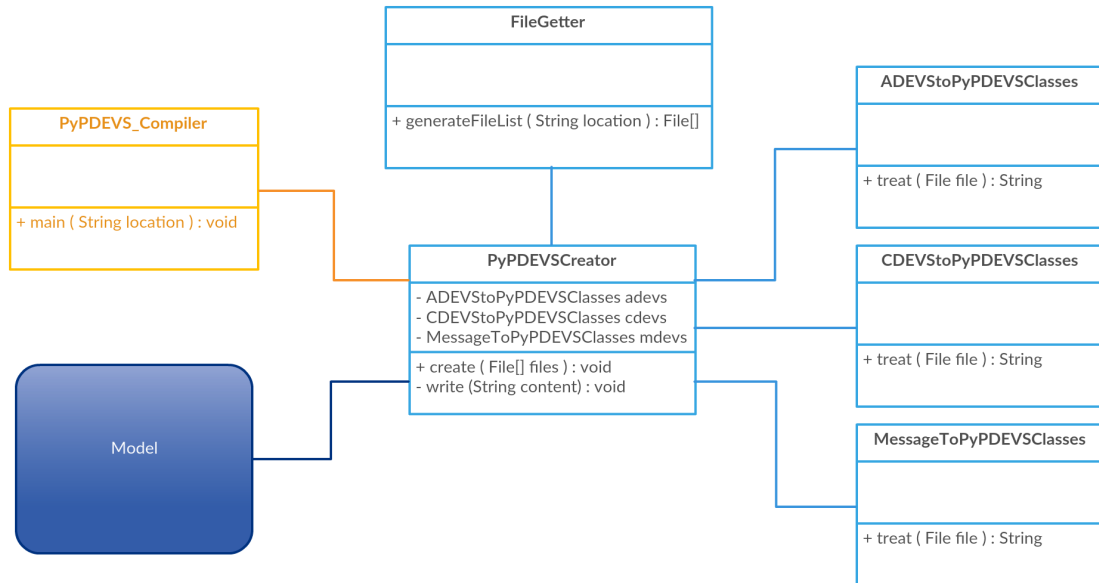 FileGetter
+ generateFileList ( String location ) : File[]
PyPDEVS_Compiler
+ main ( String location ) : void
ADEVStoPyPDEVSClasses
+ treat ( File file ) : String
PyPDEVSCreator
- ADEVStoPyPDEVSClasses adevs
- CDEVStoPyPDEVSClasses cdevs
- MessageToPyPDEVSClasses mdevs
+ create ( File[] files ) : void
- write (String content) : void
CDEVStoPyPDEVSClasses
+ treat ( File file ) : String
Model
MessageToPyPDEVSClasses
+ treat ( File file ) : String